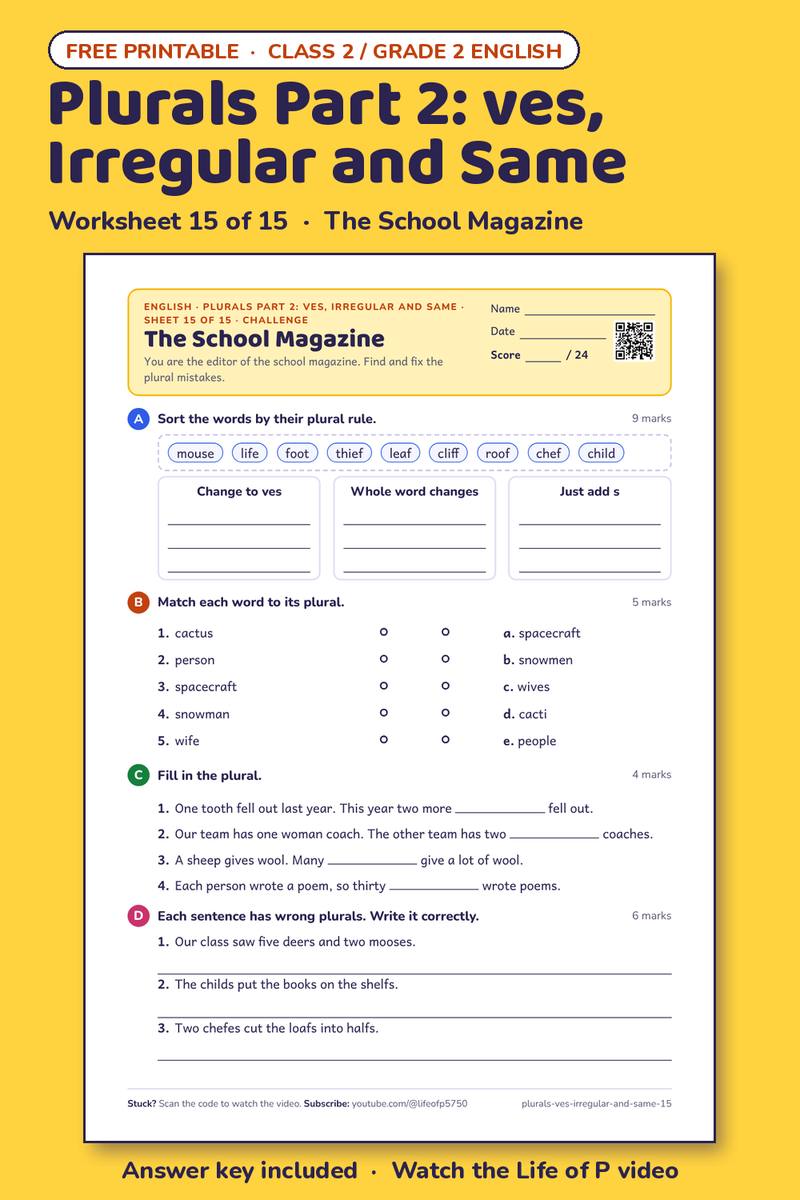 FREE PRINTABLE · CLASS 2 / GRADE 2 ENGLISH
Plurals Part 2: ves,
Irregular and Same
Worksheet 15 of 15 · The School Magazine
ENGLISH · PLURALS PART 2: VES, IRREGULAR AND SAME ·
SHEET 15 OF 15 · CHALLENGE
The School Magazine
You are the editor of the school magazine. Find and fix the
plural mistakes.
Name
Date
Score / 24
A Sort the words by their plural rule. 9 marks
mouse life foot thief leaf cliff roof chef child
Change to ves Whole word changes Just add s
B Match each word to its plural. 5 marks
1. cactus a. spacecraft
2. person b. snowmen
3. spacecraft c. wives
4. snowman d. cacti
5. wife e. people
C Fill in the plural. 4 marks
1. One tooth fell out last year. This year two more ____ fell out.
2. Our team has one woman coach. The other team has two ____ coaches.
3. A sheep gives wool. Many ____ give a lot of wool.
4. Each person wrote a poem, so thirty ____ wrote poems.
D Each sentence has wrong plurals. Write it correctly. 6 marks
1. Our class saw five deers and two mooses.
2. The childs put the books on the shelfs.
3. Two chefes cut the loafs into halfs.
Stuck? Scan the code to watch the video. Subscribe: youtube.com/@lifeofp5750 plurals-ves-irregular-and-same-15
Answer key included · Watch the Life of P video